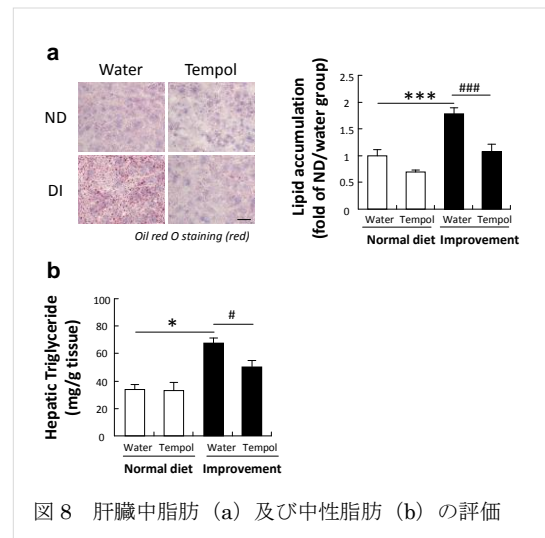 a
Water Tempol
ND
DI
Oil red O staining (red)
Lipid accumulation
(fold of ND/water group)
2.5
2
1.5
1
0.5
0
*** ###
Water Tempol Water Tempol
Normal diet Improvement
b
Hepatic Triglyceride
(mg/g tissue)
100
80
60
40
20
0
* #
Water Tempol Water Tempol
Normal diet Improvement
図 8 肝臓中脂肪（a）及び中性脂肪（b）の評価